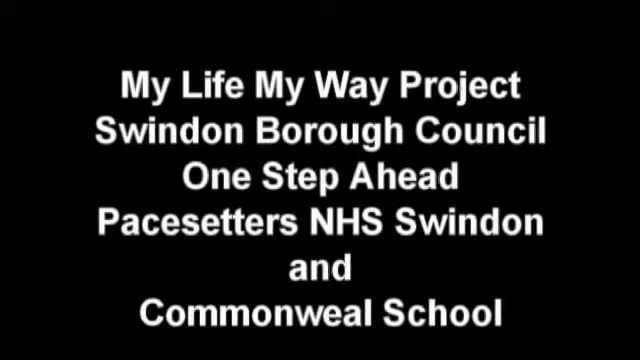 My Life My Way Project
Swindon Borough Council
One Step Ahead
Pacesetters NHS Swindon
and
Commonweal School